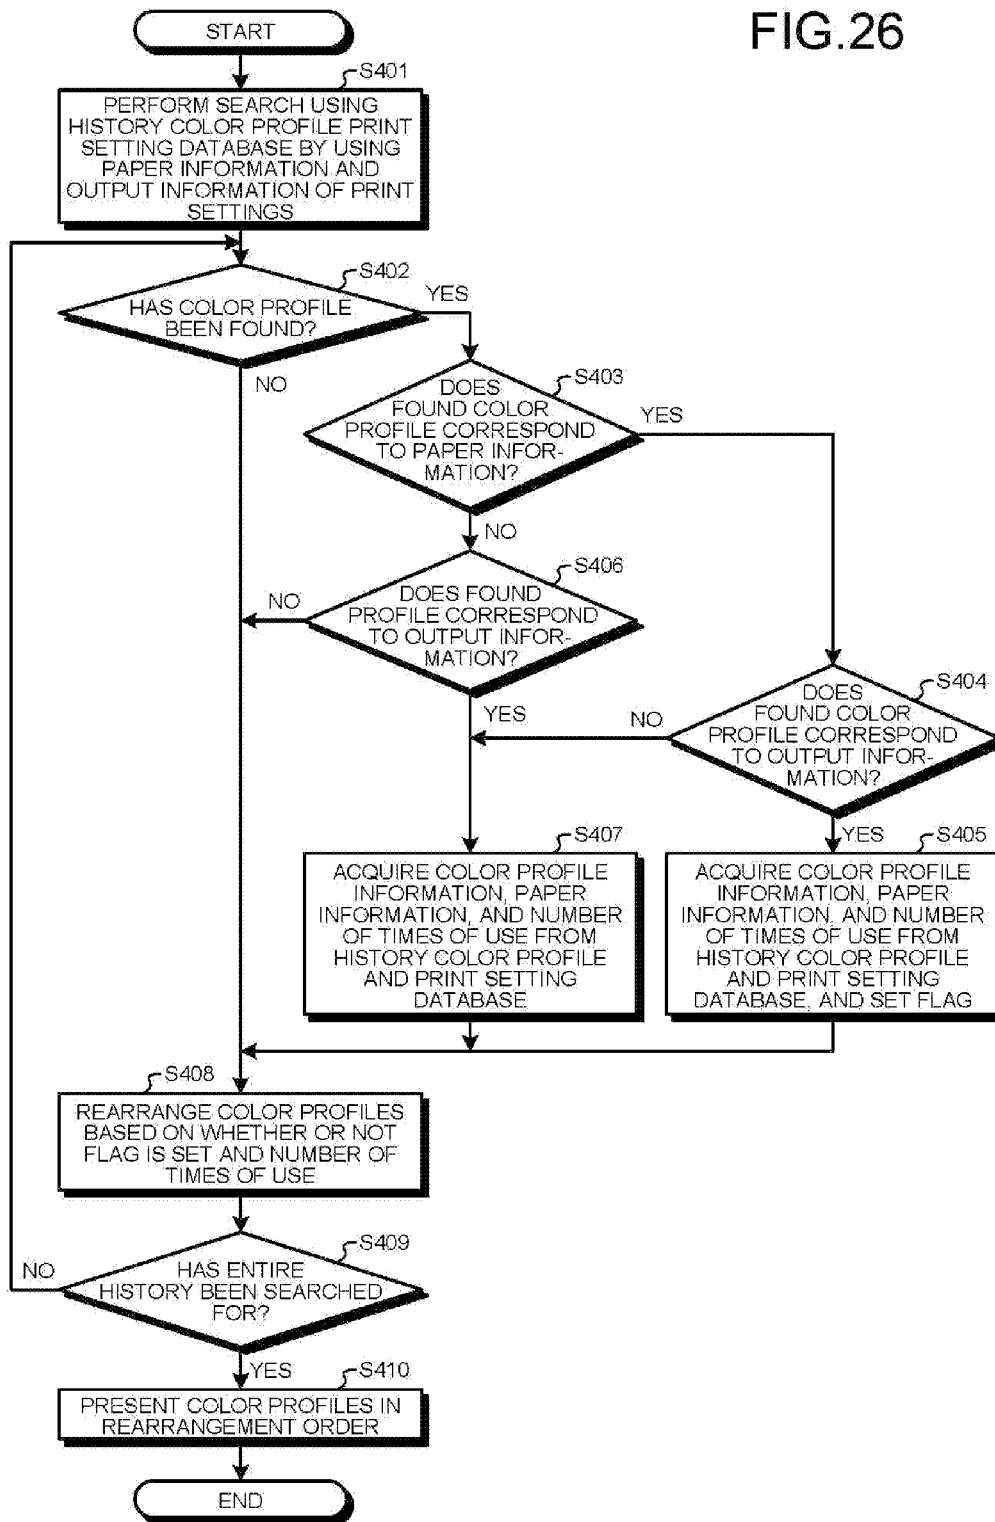 FIG.26
START
S401
PERFORM SEARCH USING
HISTORY COLOR PROFILE PRINT
SETTING DATABASE BY USING
PAPER INFORMATION AND
OUTPUT INFORMATION OF PRINT
SETTINGS
S402
HAS COLOR PROFILE
BEEN FOUND?
YES
NO
S403
DOES
FOUND COLOR
PROFILE CORRESPOND
TO PAPER INFOR-
MATION?
YES
NO
S406
DOES FOUND
PROFILE CORRESPOND
TO OUTPUT INFOR-
MATION?
NO
YES
S404
DOES
FOUND COLOR
PROFILE CORRESPOND
TO OUTPUT INFOR-
MATION?
NO
YES
S407
ACQUIRE COLOR PROFILE
INFORMATION, PAPER
INFORMATION, AND NUMBER
OF TIMES OF USE FROM
HISTORY COLOR PROFILE
AND PRINT SETTING
DATABASE
S405
ACQUIRE COLOR PROFILE
INFORMATION, PAPER
INFORMATION, AND NUMBER
OF TIMES OF USE FROM
HISTORY COLOR PROFILE
AND PRINT SETTING
DATABASE, AND SET FLAG
S408
REARRANGE COLOR PROFILES
BASED ON WHETHER OR NOT
FLAG IS SET AND NUMBER OF
TIMES OF USE
S409
HAS ENTIRE
HISTORY BEEN SEARCHED
FOR?
NO
YES
S410
PRESENT COLOR PROFILES IN
REARRANGEMENT ORDER
END